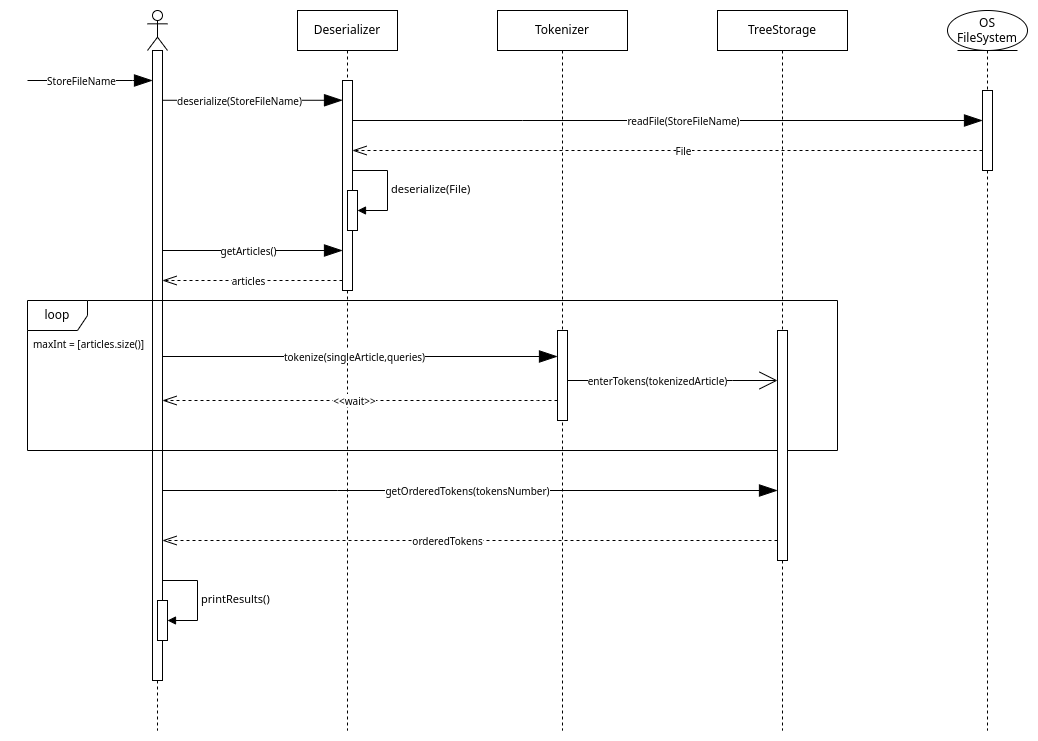 Deserializer
Tokenizer
TreeStorage
OS
FileSystem
StoreFileName
deserialize(StoreFileName)
readFile(StoreFileName)
File
deserialize(File)
getArticles()
articles
loop
maxInt = [articles.size()]
tokenize(singleArticle,queries)
enterTokens(tokenizedArticle)
<<wait>>
getOrderedTokens(tokensNumber)
orderedTokens
printResults()